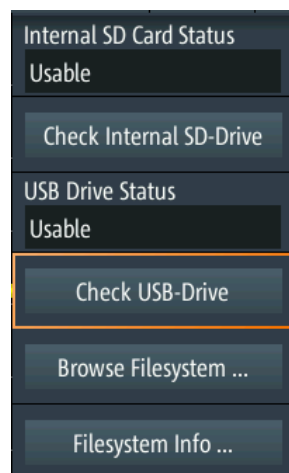 Internal SD Card Status
Usable
Check Internal SD-Drive
USB Drive Status
Usable
Check USB-Drive
Browse Filesystem ...
Filesystem Info ...